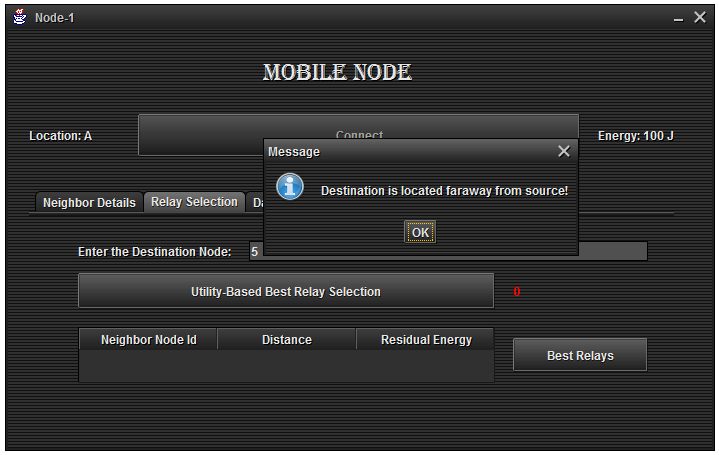 Node-1
MOBILE NODE
Location: A
Connect
Energy: 100 J
Message
Destination is located faraway from source!
OK
Neighbor Details
Relay Selection
Da
Enter the Destination Node:
5
Utility-Based Best Relay Selection
0
Neighbor Node Id
Distance
Residual Energy
Best Relays